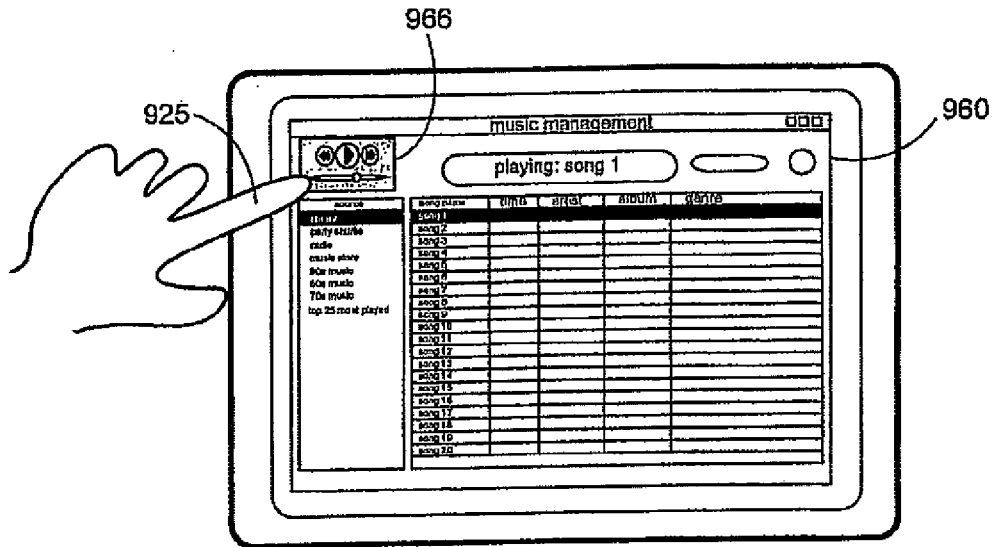 966
925
960
music management
playing: song 1
source
party shuffle
radio
music store
90s music
60s music
70s music
top 25 most played
song name time artist album genre
song 1
song 2
song 3
song 4
song 5
song 6
song 7
song 8
song 9
song 10
song 11
song 12
song 13
song 14
song 15
song 16
song 17
song 18
song 19
song 20